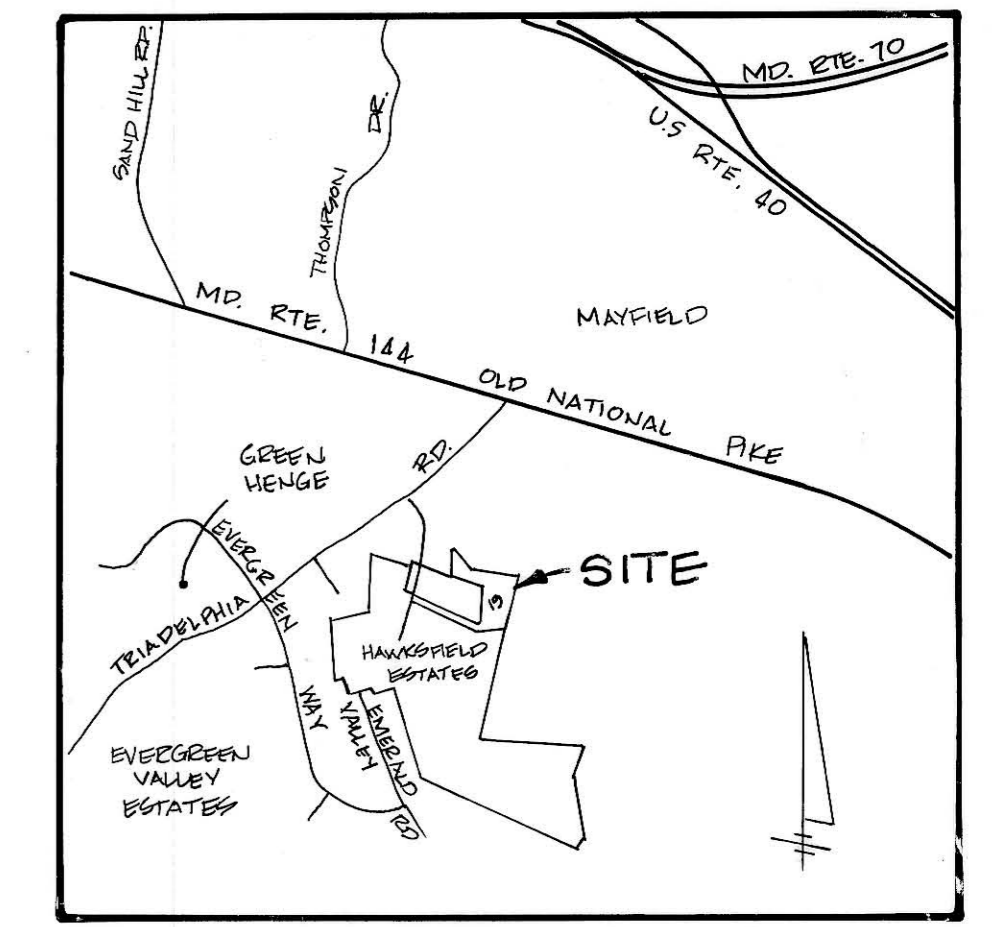 MD. RTE. 70
SAND HILL RD.
THOMPSON DR.
U.S RTE. 40
MD. RTE. 144 OLD NATIONAL PIKE
MAYFIELD
GREEN
HENGE
TRIADELPHIA RD.
EVERGREEN WAY
SITE
19
HAWKSFIELD
ESTATES
VALLEY
EMERALD
RD
EVERGREEN
VALLEY
ESTATES